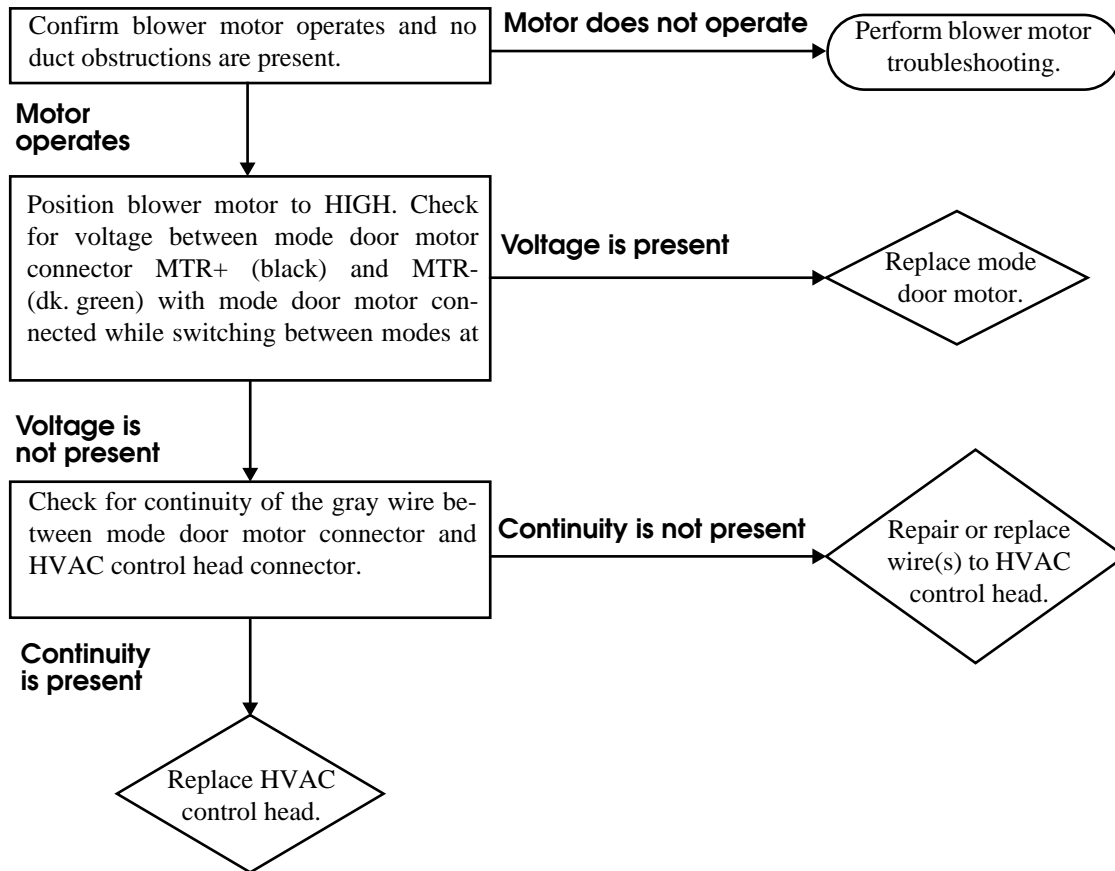 Confirm blower motor operates and no
duct obstructions are present.
Motor does not operate
Perform blower motor
troubleshooting.
Motor
operates
Position blower motor to HIGH. Check
for voltage between mode door motor
connector MTR+ (black) and MTR-
(dk. green) with mode door motor con-
nected while switching between modes at
Voltage is present
Replace mode
door motor.
Voltage is
not present
Check for continuity of the gray wire be-
tween mode door motor connector and
HVAC control head connector.
Continuity is not present
Repair or replace
wire(s) to HVAC
control head.
Continuity
is present
Replace HVAC
control head.